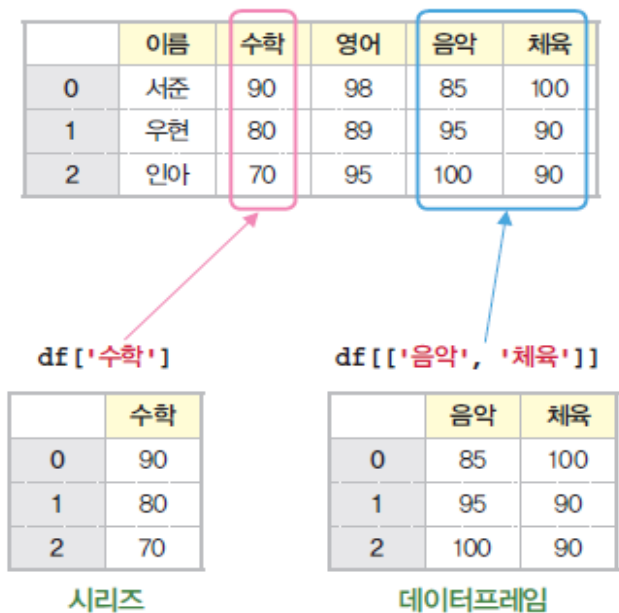 이름 수학 영어 음악 체육
0 서준 90 98 85 100
1 우현 80 89 95 90
2 인아 70 95 100 90
df['수학'] df[['음악', '체육']]
수학 음악 체육
0 90 0 85 100
1 80 1 95 90
2 70 2 100 90
시리즈 데이터프레임